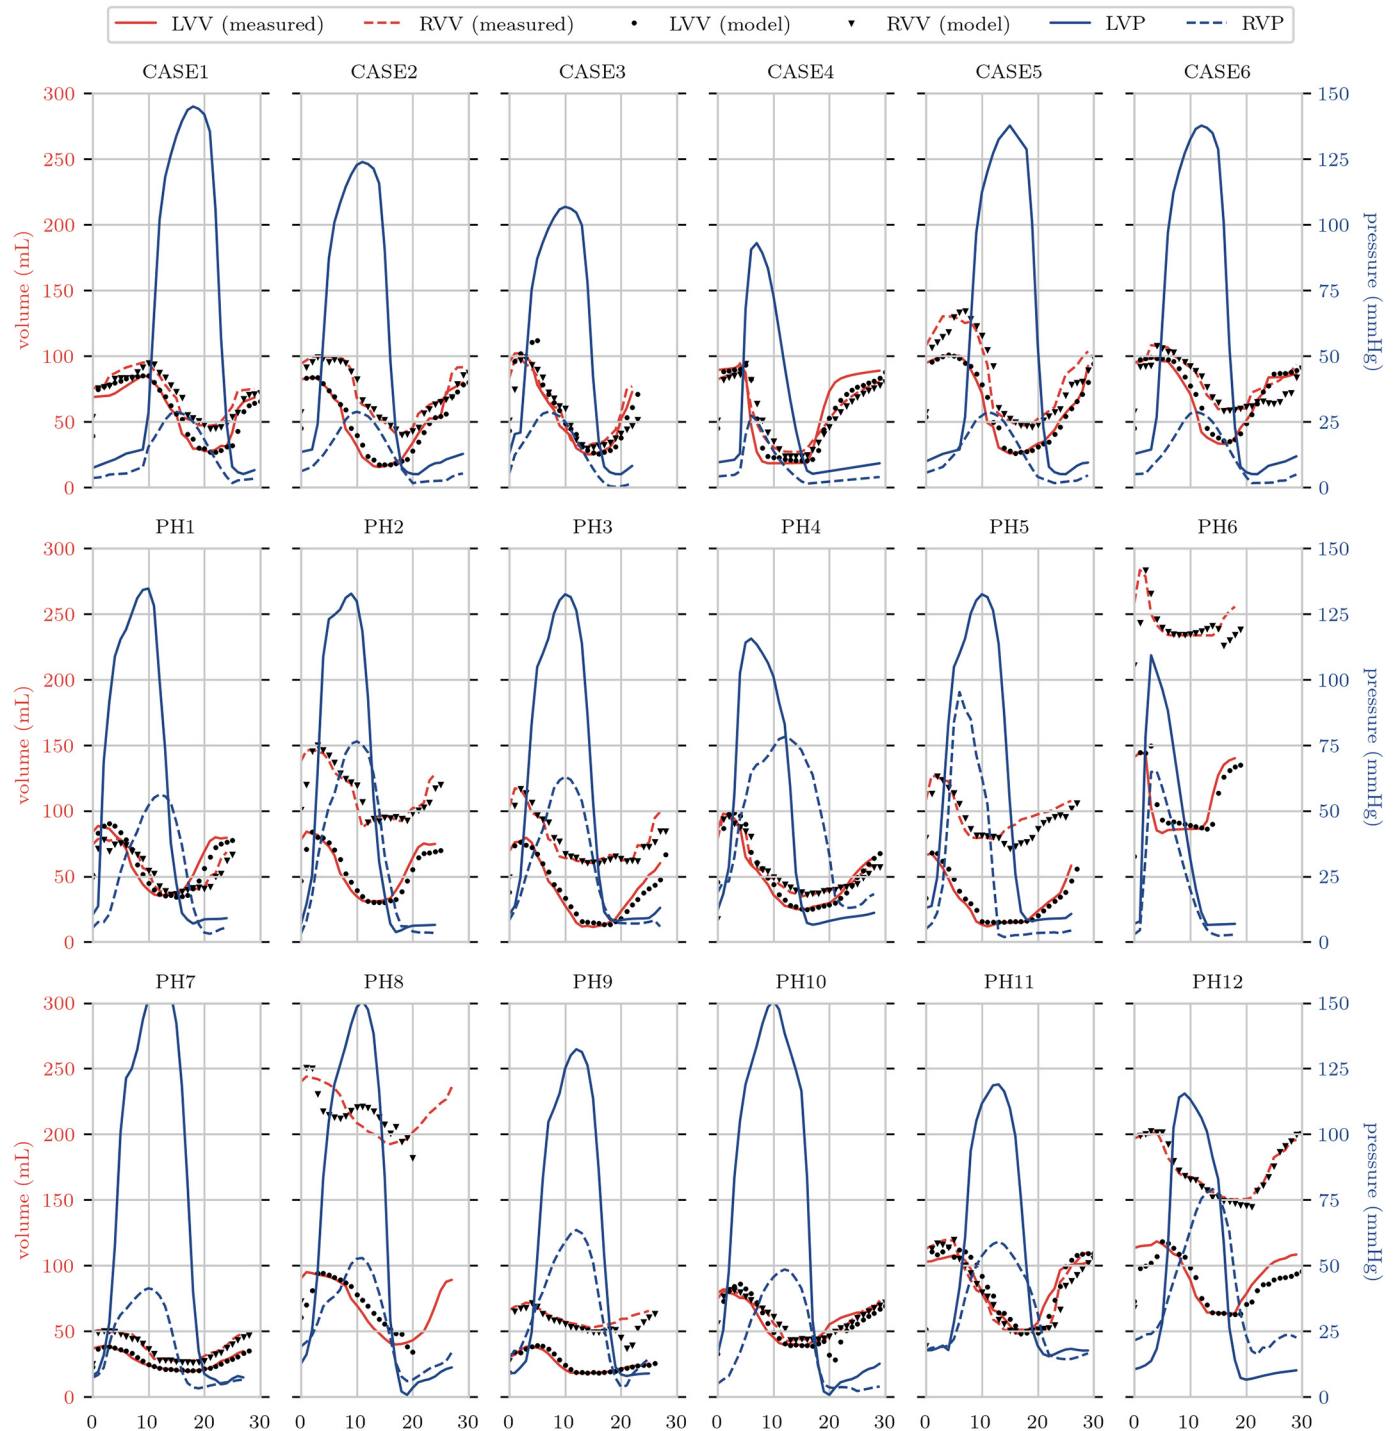 LVV (measured) RVV (measured) LVV (model) RVV (model) LVP RVP
CASE1 CASE2 CASE3 CASE4 CASE5 CASE6
300 150
250 125
200 100
150 75
100 50
50 25
0 0
volume (mL)
pressure (mmHg)
PH1 PH2 PH3 PH4 PH5 PH6
300 150
250 125
200 100
150 75
100 50
50 25
0 0
volume (mL)
pressure (mmHg)
PH7 PH8 PH9 PH10 PH11 PH12
300 150
250 125
200 100
150 75
100 50
50 25
0 0
volume (mL)
pressure (mmHg)
0 10 20 30 0 10 20 30 0 10 20 30 0 10 20 30 0 10 20 30 0 10 20 30